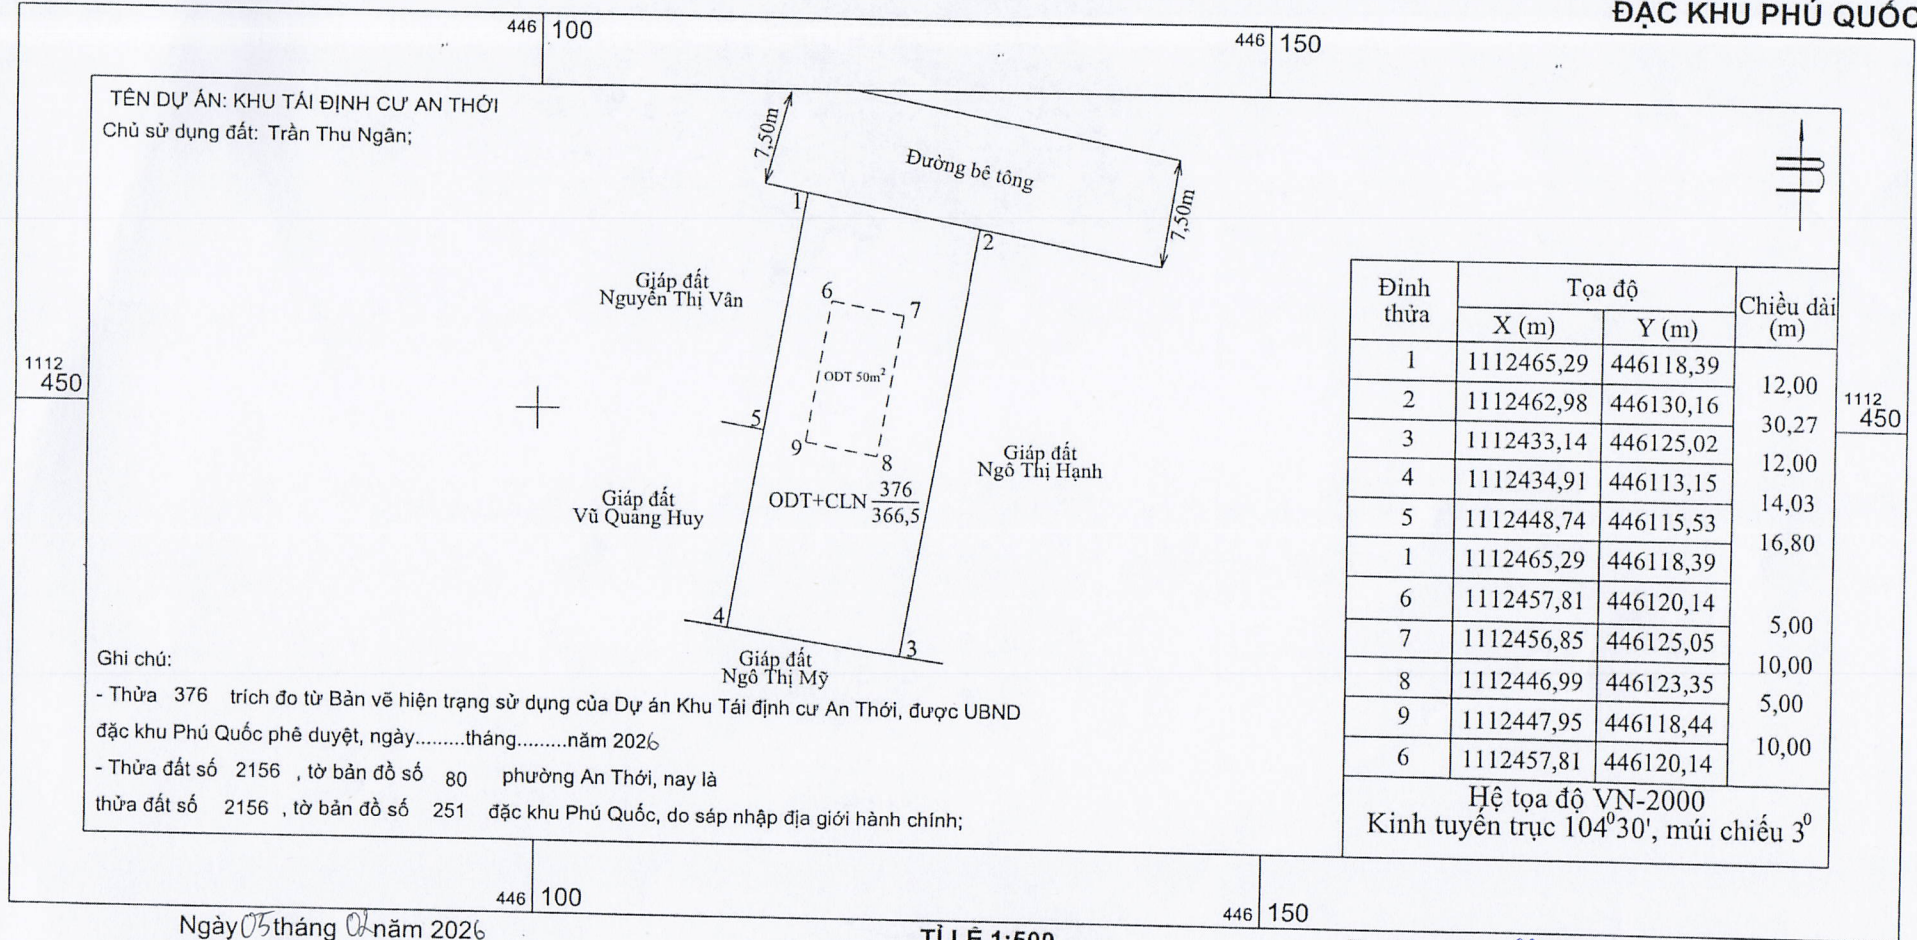 ĐẶC KHU PHÚ QUỐC
446 100
446 150
TÊN DỰ ÁN: KHU TÁI ĐỊNH CƯ AN THỚI
Chủ sử dụng đất: Trần Thu Ngân;
7,50m
Đường bê tông
7,50m
1
2
Giáp đất
Nguyễn Thị Vân
6
7
ODT 50m²
5
9
8
Giáp đất
Ngô Thị Hạnh
Giáp đất
Vũ Quang Huy
ODT+CLN 376
366,5
4
3
Giáp đất
Ngô Thị Mỹ
1112
450
1112
450
Đỉnh thửa Tọa độ Chiều dài (m)
X (m) Y (m)
1 1112465,29 446118,39
12,00
2 1112462,98 446130,16
30,27
3 1112433,14 446125,02
12,00
4 1112434,91 446113,15
14,03
5 1112448,74 446115,53
16,80
1 1112465,29 446118,39
6 1112457,81 446120,14
5,00
7 1112456,85 446125,05
10,00
8 1112446,99 446123,35
5,00
9 1112447,95 446118,44
10,00
6 1112457,81 446120,14
Hệ tọa độ VN-2000
Kinh tuyến trục 104⁰30', múi chiếu 3⁰
Ghi chú:
- Thửa 376 trích đo từ Bản vẽ hiện trạng sử dụng của Dự án Khu Tái định cư An Thới, được UBND
đặc khu Phú Quốc phê duyệt, ngày.........tháng.........năm 2026
- Thửa đất số 2156 , tờ bản đồ số 80 phường An Thới, nay là
thửa đất số 2156 , tờ bản đồ số 251 đặc khu Phú Quốc, do sáp nhập địa giới hành chính;
446 100
446 150
Ngày 05 tháng 02 năm 2026
TỈ LỆ 1:500